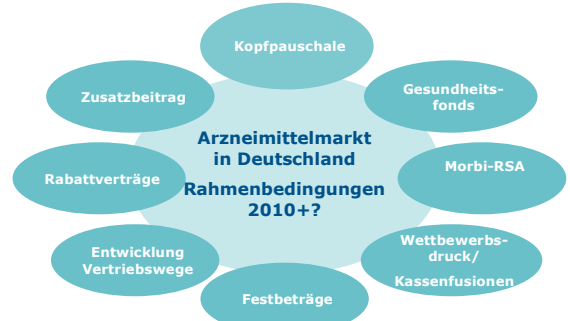 Kopfpauschale
Zusatzbeitrag
Gesundheits-
fonds
Arzneimittelmarkt
in Deutschland
Rahmenbedingungen
2010+?
Rabattverträge
Morbi-RSA
Entwicklung
Vertriebswege
Wettbewerbs-
druck/
Kassenfusionen
Festbeträge